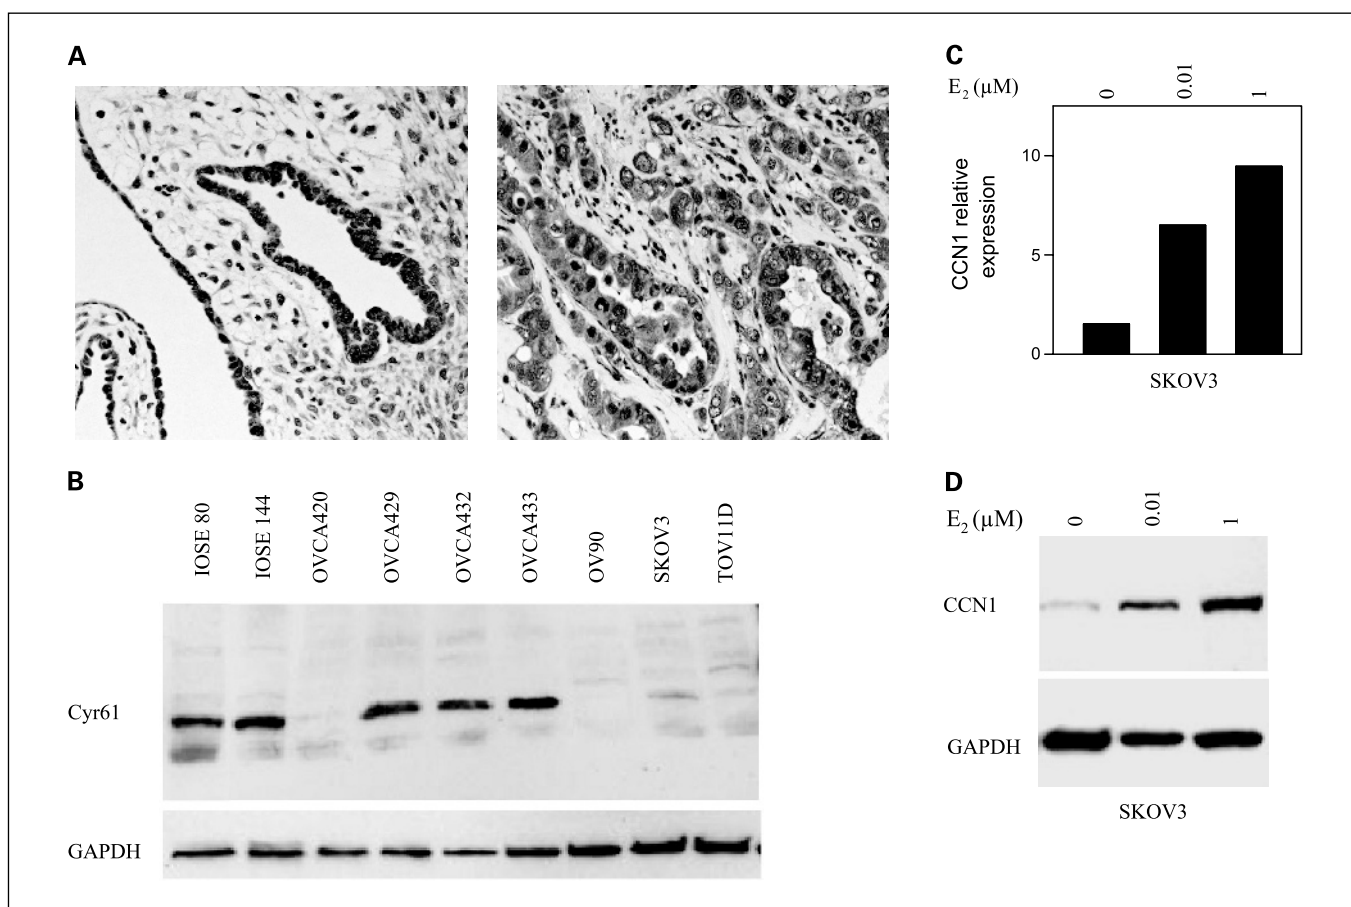 A
B
IOSE 80
IOSE 144
OVCA420
OVCA429
OVCA432
OVCA433
OV90
SKOV3
TOV11D
Cyr61
GAPDH
C
E2 (µM)
0
0.01
1
CCN1 relative
expression
10
5
0
SKOV3
D
E2 (µM)
0
0.01
1
CCN1
GAPDH
SKOV3